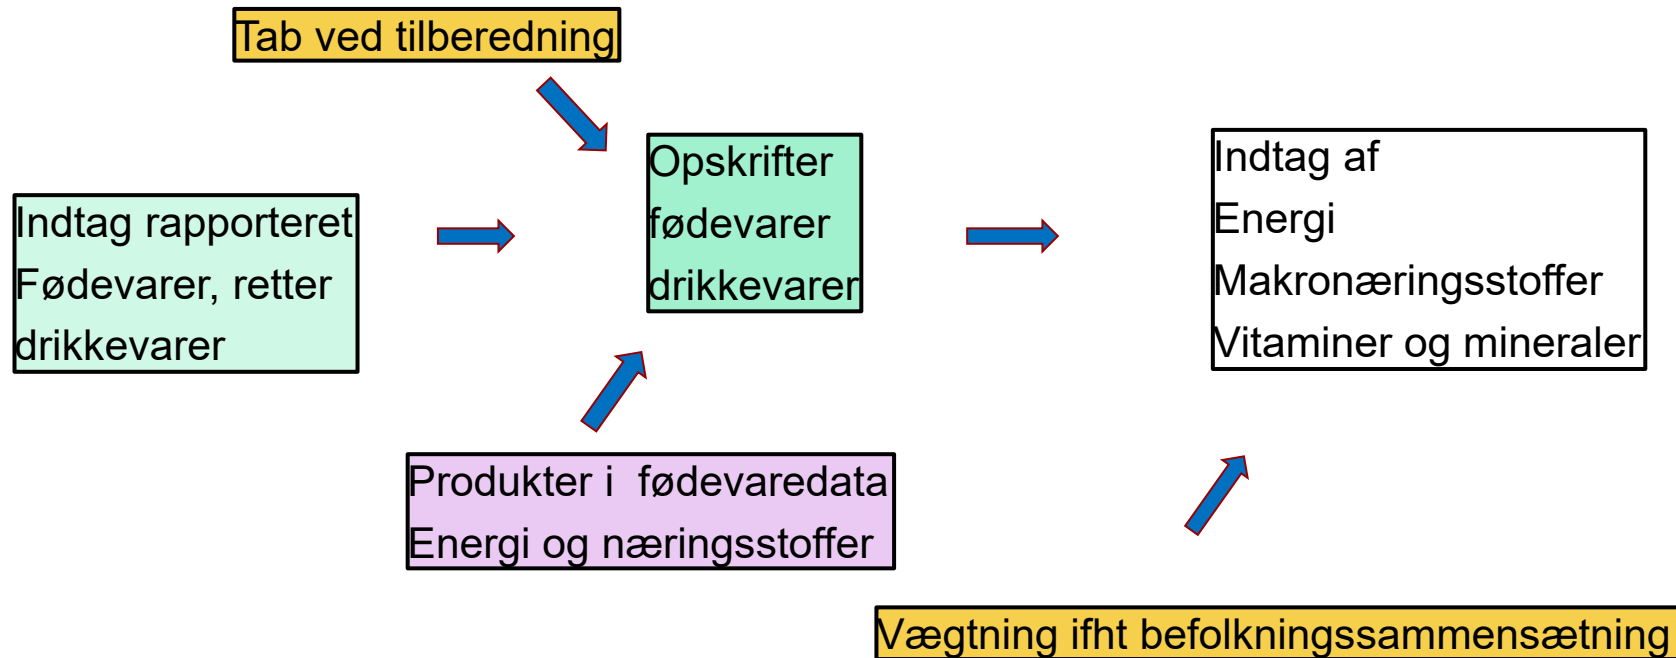 Tab ved tilberedning
Indtag rapporteret
Fødevarer, retter
drikkevarer
Opskrifter
fødevarer
drikkevarer
Produkter i  fødevaredata
Energi og næringsstoffer
Indtag af
Energi
Makronæringsstoffer
Vitaminer og mineraler
Vægtning ifht befolkningssammensætning